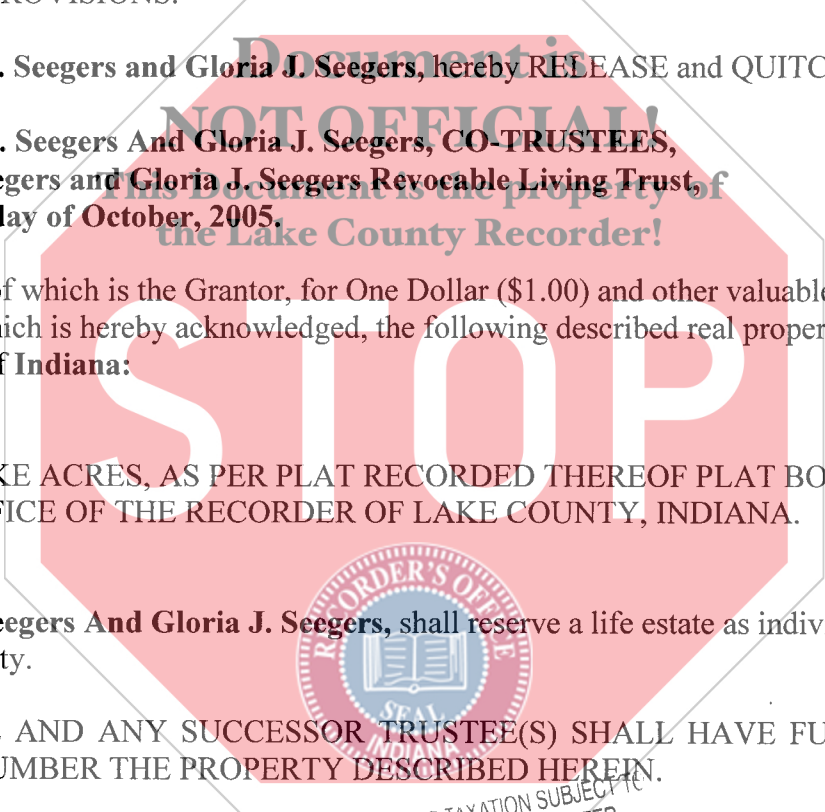 ROVISIONS.
Document is
. Seegers and Gloria J. Seegers, hereby RELEASE and QUITC
NOT OFFICIAL!
. Seegers And Gloria J. Seegers, CO-TRUSTEES,
egers and Gloria J. Seegers Revocable Living Trust,
This Document is the property of
lay of October, 2005.
the Lake County Recorder!
of which is the Grantor, for One Dollar ($1.00) and other valuable
hich is hereby acknowledged, the following described real proper
f Indiana:
STOP
KE ACRES, AS PER PLAT RECORDED THEREOF PLAT BO
FICE OF THE RECORDER OF LAKE COUNTY, INDIANA.
RECORDER'S OFFICE
eegers And Gloria J. Seegers, shall reserve a life estate as indiv
ty.
SEAL
INDIANA
E AND ANY SUCCESSOR TRUSTEE(S) SHALL HAVE FU
UMBER THE PROPERTY DESCRIBED HEREIN.
TAXATION SUBJECT TO